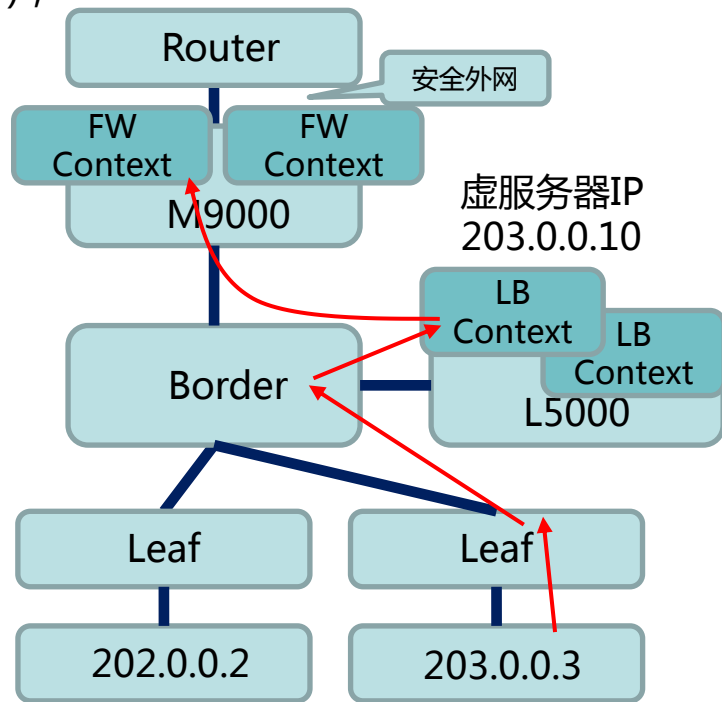 Router
安全外网
FW
Context
FW
Context
M9000
虚服务器IP
203.0.0.10
LB
Context
LB
Context
L5000
Border
Leaf
Leaf
202.0.0.2
203.0.0.3